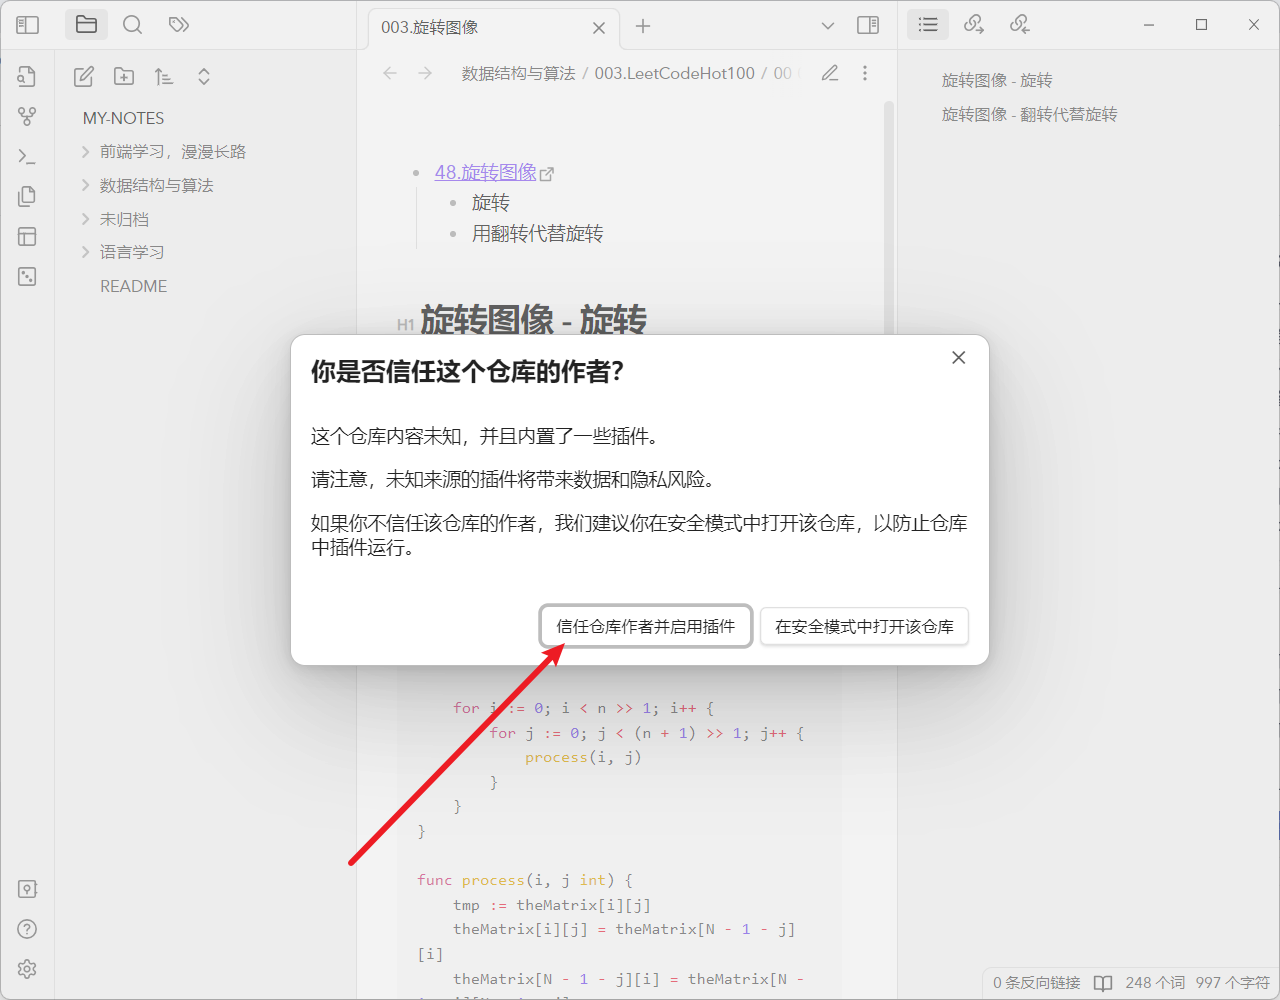 003.旋转图像
数据结构与算法 / 003.LeetCodeHot100 / 00
MY-NOTES
前端学习，漫漫长路
数据结构与算法
未归档
语言学习
README
48.旋转图像
旋转
用翻转代替旋转
H1 旋转图像 - 旋转
旋转图像 - 旋转
旋转图像 - 翻转代替旋转
你是否信任这个仓库的作者？
这个仓库内容未知，并且内置了一些插件。
请注意，未知来源的插件将带来数据和隐私风险。
如果你不信任该仓库的作者，我们建议你在安全模式中打开该仓库，以防止仓库
中插件运行。
信任仓库作者并启用插件
在安全模式中打开该仓库
for i := 0; i < n >> 1; i++ {
for j := 0; j < (n + 1) >> 1; j++ {
process(i, j)
}
}
}
func process(i, j int) {
tmp := theMatrix[i][j]
theMatrix[i][j] = theMatrix[N - 1 - j]
[i]
theMatrix[N - 1 - j][i] = theMatrix[N -
0 条反向链接
248 个词
997 个字符